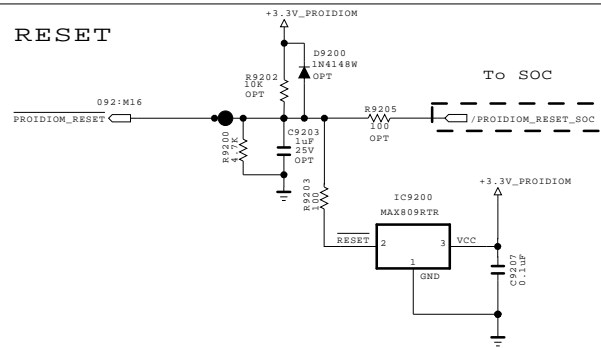 RESET
+3.3V_PROIDIOM
D9200
1N4148W
OPT
R9202
10K
OPT
To SOC
092:M16
PROIDIOM_RESET
R9205
100
OPT
/PROIDIOM_RESET_SOC
R9200
4.7K
C9203
1uF
25V
OPT
R9203
100
IC9200
MAX809RTR
+3.3V_PROIDIOM
RESET
2
3
VCC
1
GND
C9207
0.1uF